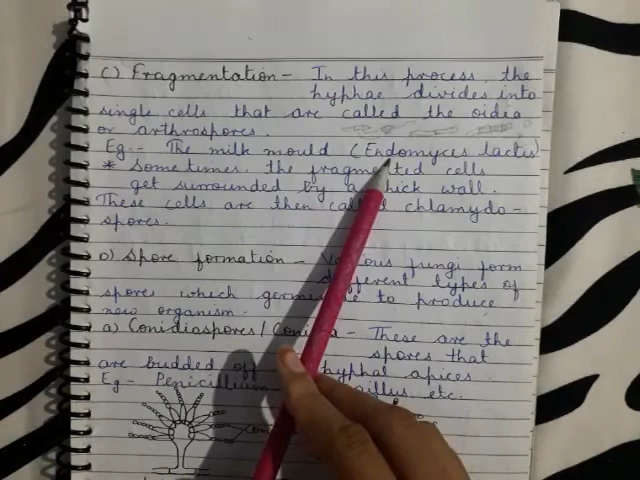 C) Fragmentation - In this process, the
hyphae divides into
single cells that are called the oidia
or arthrospores.
Eg:- The milk mould (Endomyces lactis)
* Sometimes, the fragmented cells
get surrounded by a thick wall.
These cells are then called chlamydo-
spores.
D) Spore formation - Various fungi form
different types of
spores which germinate to produce
new organism.
a) Conidiaspores/ Conidia - These are the
spores that
are budded off hyphal apices.
Eg - Penicillium etc.